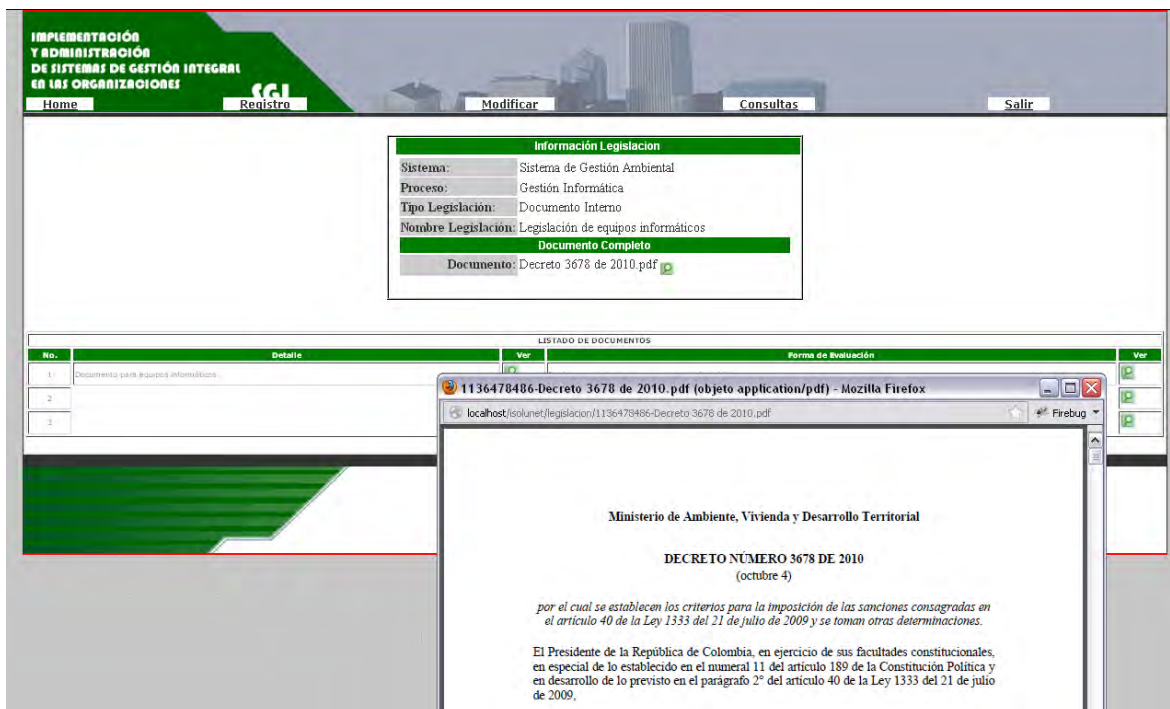 IMPLEMENTACIÓN
Y ADMINISTRACIÓN
DE SISTEMAS DE GESTIÓN INTEGRAL
EN LAS ORGANIZACIONES
SGI
Home Registro Modificar Consultas Salir
Información Legislacion
Sistema: Sistema de Gestión Ambiental
Proceso: Gestión Informática
Tipo Legislación: Documento Interno
Nombre Legislación: Legislación de equipos informáticos
Documento Completo
Documento: Decreto 3678 de 2010.pdf
LISTADO DE DOCUMENTOS
No. Detalle Ver Forma de Evaluación Ver
1 Documento para equipos informáticos
2
3
1136478486-Decreto 3678 de 2010.pdf (objeto application/pdf) - Mozilla Firefox
localhost/isolunet/legislacion/1136478486-Decreto 3678 de 2010.pdf Firebug
Ministerio de Ambiente, Vivienda y Desarrollo Territorial
DECRETO NÚMERO 3678 DE 2010
(octubre 4)
por el cual se establecen los criterios para la imposición de las sanciones consagradas en
el artículo 40 de la Ley 1333 del 21 de julio de 2009 y se toman otras determinaciones.
El Presidente de la República de Colombia, en ejercicio de sus facultades constitucionales,
en especial de lo establecido en el numeral 11 del artículo 189 de la Constitución Política y
en desarrollo de lo previsto en el parágrafo 2° del artículo 40 de la Ley 1333 del 21 de julio
de 2009,